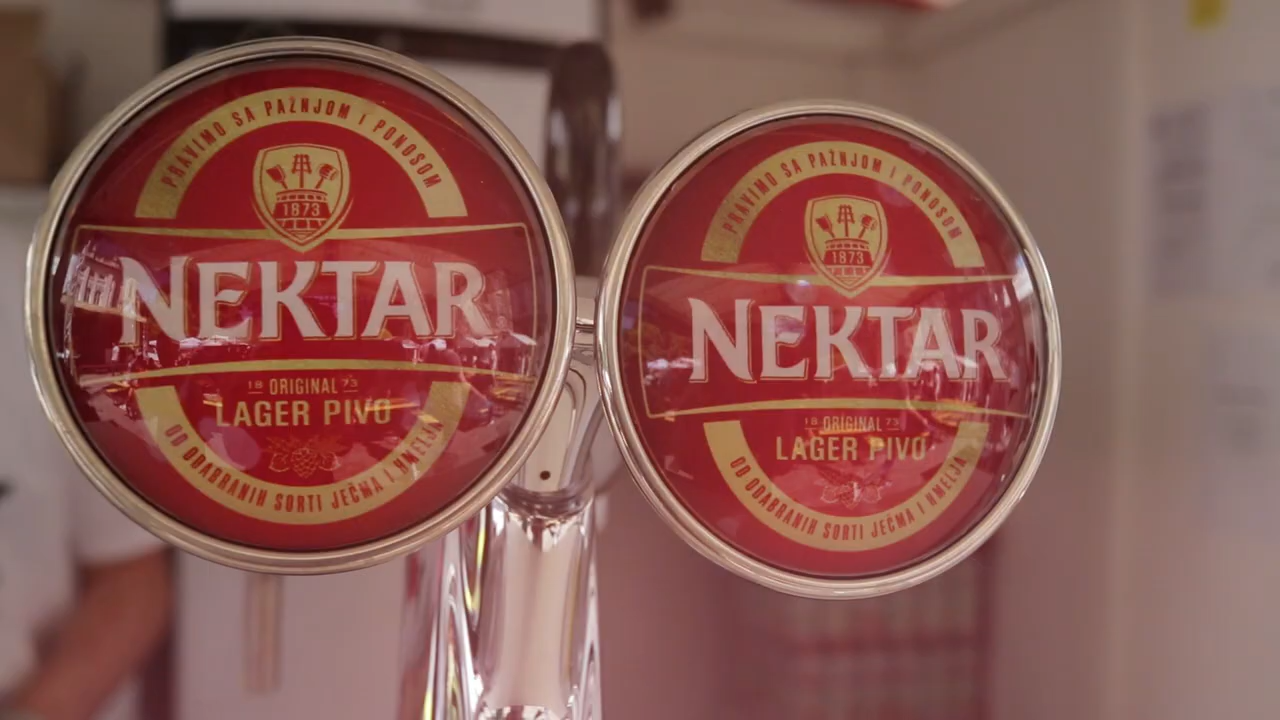 PRAVIMO SA PAŽNJOM I PONOSOM
1873
NEKTAR
18 ORIGINAL 73
LAGER PIVO
OD ODABRANIH SORTI JEČMA I HMELJA
PRAVIMO SA PAŽNJOM I PONOSOM
1873
NEKTAR
18 ORIGINAL 73
LAGER PIVO
OD ODABRANIH SORTI JEČMA I HMELJA